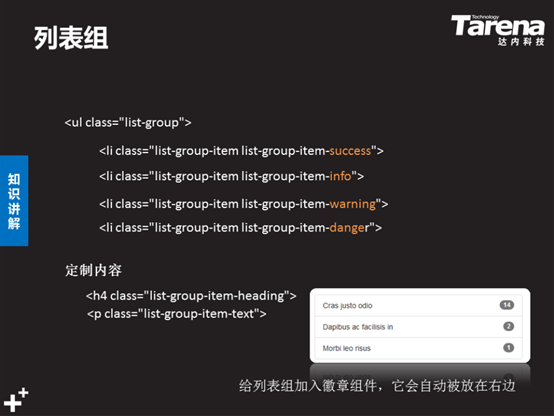 列表组
Technology
Tarena
达内科技
<ul class="list-group">
<li class="list-group-item list-group-item-success">
<li class="list-group-item list-group-item-info">
<li class="list-group-item list-group-item-warning">
<li class="list-group-item list-group-item-danger">
知识讲解
定制内容
<h4 class="list-group-item-heading">
<p class="list-group-item-text">
Cras justo odio 14
Dapibus ac facilisis in 2
Morbi leo risus 1
给列表组加入徽章组件，它会自动被放在右边